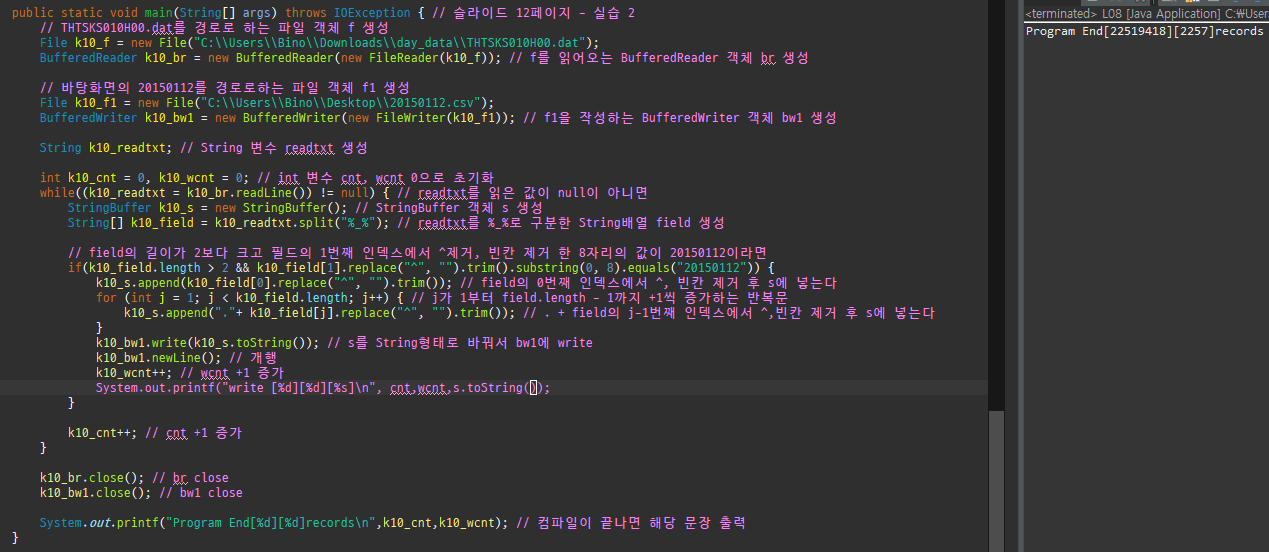 public static void main(String[] args) throws IOException { // 슬라이드 12페이지 - 실습 2
// THTSKS010H00.dat를 경로로 하는 파일 객체 f 생성
File k10_f = new File("C:\\Users\\Bino\\Downloads\\day_data\\THTSKS010H00.dat");
BufferedReader k10_br = new BufferedReader(new FileReader(k10_f)); // f를 읽어오는 BufferedReader 객체 br 생성
// 바탕화면의 20150112를 경로로하는 파일 객체 f1 생성
File k10_f1 = new File("C:\\Users\\Bino\\Desktop\\20150112.csv");
BufferedWriter k10_bw1 = new BufferedWriter(new FileWriter(k10_f1)); // f1을 작성하는 BufferedWriter 객체 bw1 생성
String k10_readtxt; // String 변수 readtxt 생성
int k10_cnt = 0, k10_wcnt = 0; // int 변수 cnt, wcnt 0으로 초기화
while((k10_readtxt = k10_br.readLine()) != null) { // readtxt를 읽은 값이 null이 아니면
StringBuffer k10_s = new StringBuffer(); // StringBuffer 객체 s 생성
String[] k10_field = k10_readtxt.split("%_%"); // readtxt를 %_%로 구분한 String배열 field 생성
// field의 길이가 2보다 크고 필드의 1번째 인덱스에서 ^제거, 빈칸 제거 한 8자리의 값이 20150112이라면
if(k10_field.length > 2 && k10_field[1].replace("^", "").trim().substring(0, 8).equals("20150112")) {
k10_s.append(k10_field[0].replace("^", "").trim()); // field의 0번째 인덱스에서 ^, 빈칸 제거 후 s에 넣는다
for (int j = 1; j < k10_field.length; j++) { // j가 1부터 field.length - 1까지 +1씩 증가하는 반복문
k10_s.append("."+ k10_field[j].replace("^", "").trim()); // . + field의 j-1번째 인덱스에서 ^,빈칸 제거 후 s에 넣는다
}
k10_bw1.write(k10_s.toString()); // s를 String형태로 바꿔서 bw1에 write
k10_bw1.newLine(); // 개행
k10_wcnt++; // wcnt +1 증가
System.out.printf("write [%d][%d][%s]\n", cnt,wcnt,s.toString());
}
k10_cnt++; // cnt +1 증가
}
k10_br.close(); // br close
k10_bw1.close(); // bw1 close
System.out.printf("Program End[%d][%d]records\n",k10_cnt,k10_wcnt); // 컴파일이 끝나면 해당 문장 출력
}
<terminated> L08 [Java Application] C:₩Users
Program End[22519418][2257]records